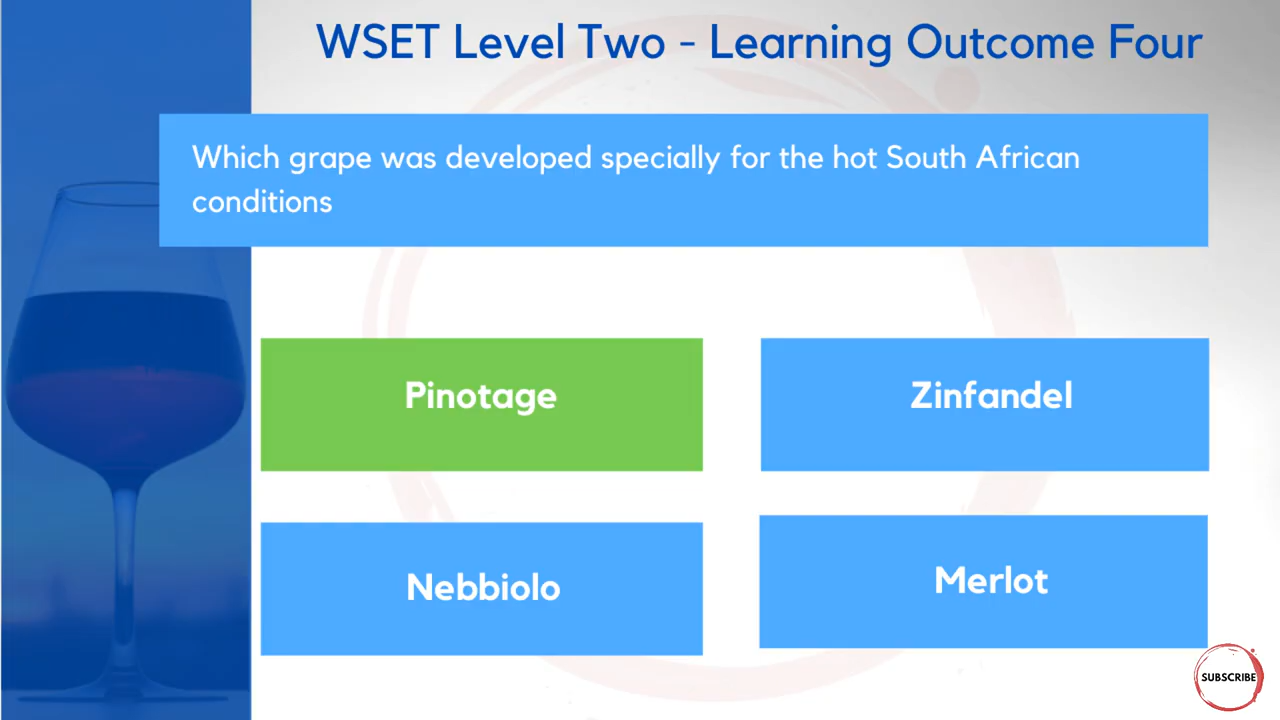 WSET Level Two - Learning Outcome Four
Which grape was developed specially for the hot South African
conditions
Pinotage
Zinfandel
Nebbiolo
Merlot
SUBSCRIBE